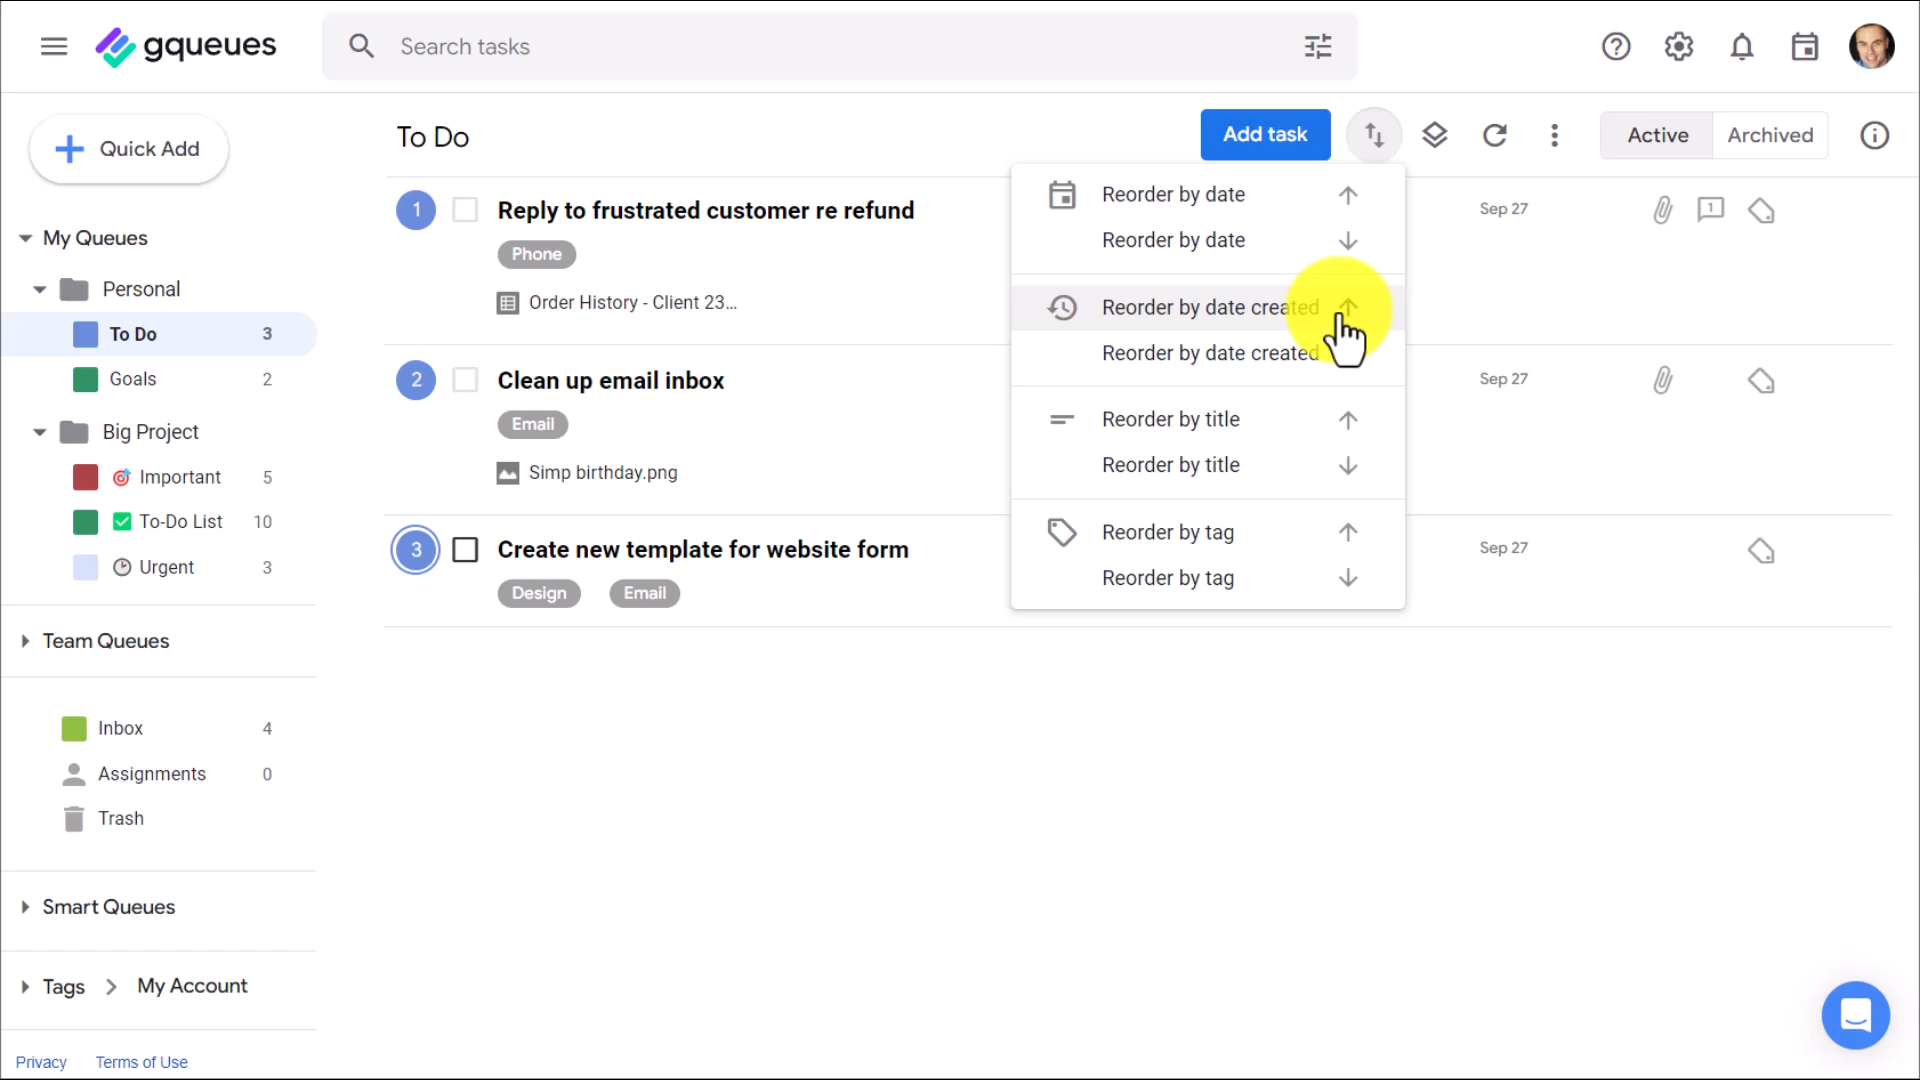 gqueues
Search tasks
Quick Add
My Queues
Personal
To Do 3
Goals 2
Big Project
Important 5
To-Do List 10
Urgent 3
Team Queues
Inbox 4
Assignments 0
Trash
Smart Queues
Tags
My Account
Privacy Terms of Use
To Do
Add task
Active Archived
1 Reply to frustrated customer re refund
Phone
Order History - Client 23...
Sep 27
1
2 Clean up email inbox
Email
Simp birthday.png
Sep 27
3 Create new template for website form
Design Email
Sep 27
Reorder by date
Reorder by date
Reorder by date created
Reorder by date created
Reorder by title
Reorder by title
Reorder by tag
Reorder by tag